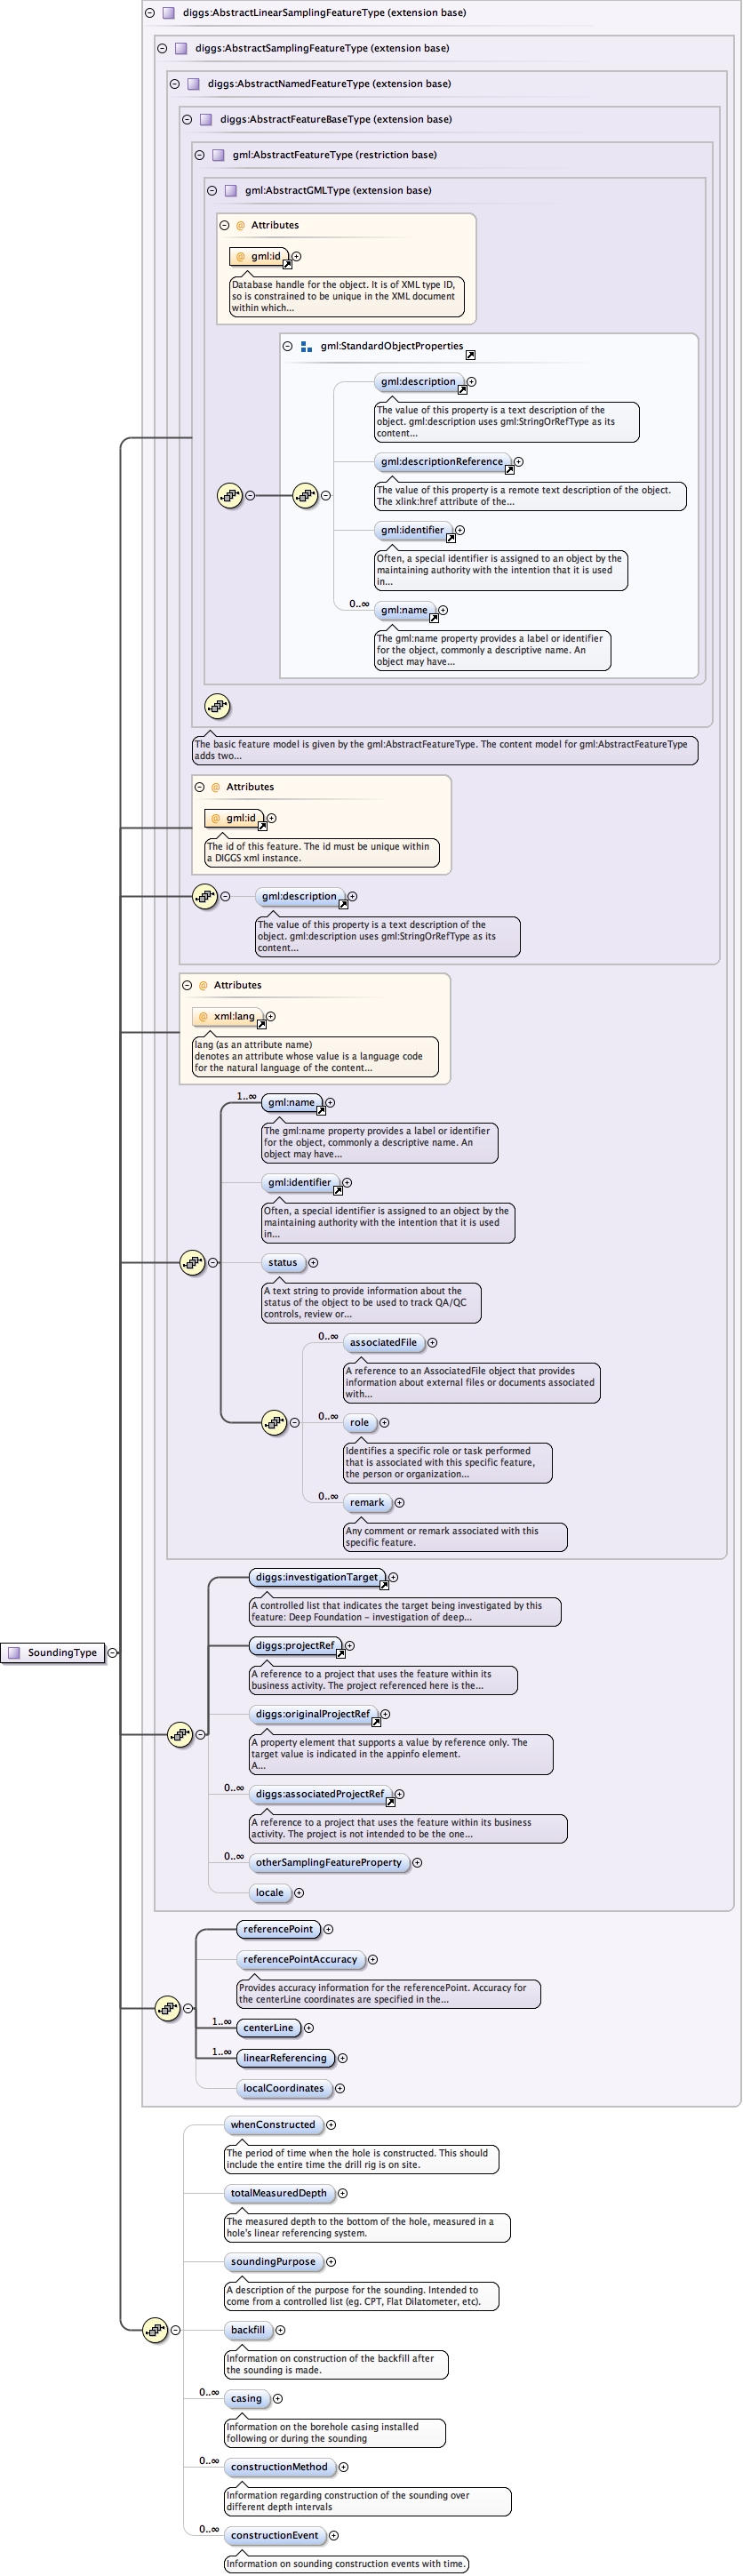 diggs:AbstractLinearSamplingFeatureType (extension base)
diggs:AbstractSamplingFeatureType (extension base)
diggs:AbstractNamedFeatureType (extension base)
diggs:AbstractFeatureBaseType (extension base)
gml:AbstractFeatureType (restriction base)
gml:AbstractGMLType (extension base)
@ Attributes
@ gml:id
Database handle for the object. It is of XML type ID,
so is constrained to be unique in the XML document
within which...
gml:StandardObjectProperties
gml:description
The value of this property is a text description of the
object. gml:description uses gml:StringOrRefType as its
content...
gml:descriptionReference
The value of this property is a remote text description of the object.
The xlink:href attribute of the...
gml:identifier
Often, a special identifier is assigned to an object by the
maintaining authority with the intention that it is used
in...
0..∞
gml:name
The gml:name property provides a label or identifier
for the object, commonly a descriptive name. An
object may have...
The basic feature model is given by the gml:AbstractFeatureType. The content model for gml:AbstractFeatureType
adds two...
@ Attributes
@ gml:id
The id of this feature. The id must be unique within
a DIGGS xml instance.
gml:description
The value of this property is a text description of the
object. gml:description uses gml:StringOrRefType as its
content...
@ Attributes
@ xml:lang
lang (as an attribute name)
denotes an attribute whose value is a language code
for the natural language of the content...
1..∞
gml:name
The gml:name property provides a label or identifier
for the object, commonly a descriptive name. An
object may have...
gml:identifier
Often, a special identifier is assigned to an object by the
maintaining authority with the intention that it is used
in...
status
A text string to provide information about the
status of the object to be used to track QA/QC
controls, review or...
0..∞
associatedFile
A reference to an AssociatedFile object that provides
information about external files or documents associated
with...
0..∞
role
Identifies a specific role or task performed
that is associated with this specific feature,
the person or organization...
0..∞
remark
Any comment or remark associated with this
specific feature.
diggs:investigationTarget
A controlled list that indicates the target being investigated by this
feature: Deep Foundation – investigation of deep...
SoundingType
diggs:projectRef
A reference to a project that uses the feature within its
business activity. The project referenced here is the...
diggs:originalProjectRef
A property element that supports a value by reference only. The
target value is indicated in the appinfo element.
A...
0..∞
diggs:associatedProjectRef
A reference to a project that uses the feature within its business
activity. The project is not intended to be the one...
0..∞
otherSamplingFeatureProperty
locale
referencePoint
referencePointAccuracy
Provides accuracy information for the referencePoint. Accuracy for
the centerLine coordinates are specified in the...
1..∞
centerLine
1..∞
linearReferencing
localCoordinates
whenConstructed
The period of time when the hole is constructed. This should
include the entire time the drill rig is on site.
totalMeasuredDepth
The measured depth to the bottom of the hole, measured in a
hole's linear referencing system.
soundingPurpose
A description of the purpose for the sounding. Intended to
come from a controlled list (eg. CPT, Flat Dilatometer, etc).
backfill
Information on construction of the backfill after
the sounding is made.
0..∞
casing
Information on the borehole casing installed
following or during the sounding
0..∞
constructionMethod
Information regarding construction of the sounding over
different depth intervals
0..∞
constructionEvent
Information on sounding construction events with time.